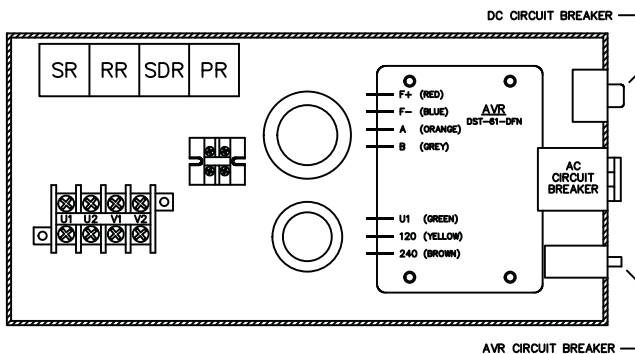 DC CIRCUIT BREAKER
SR RR SDR PR
F+ (RED)
F- (BLUE)
A (ORANGE)
B (GREY)
AVR
DST-61-DFN
AC
CIRCUIT
BREAKER
U1 U2 V1 V2
U1 (GREEN)
120 (YELLOW)
240 (BROWN)
AVR CIRCUIT BREAKER